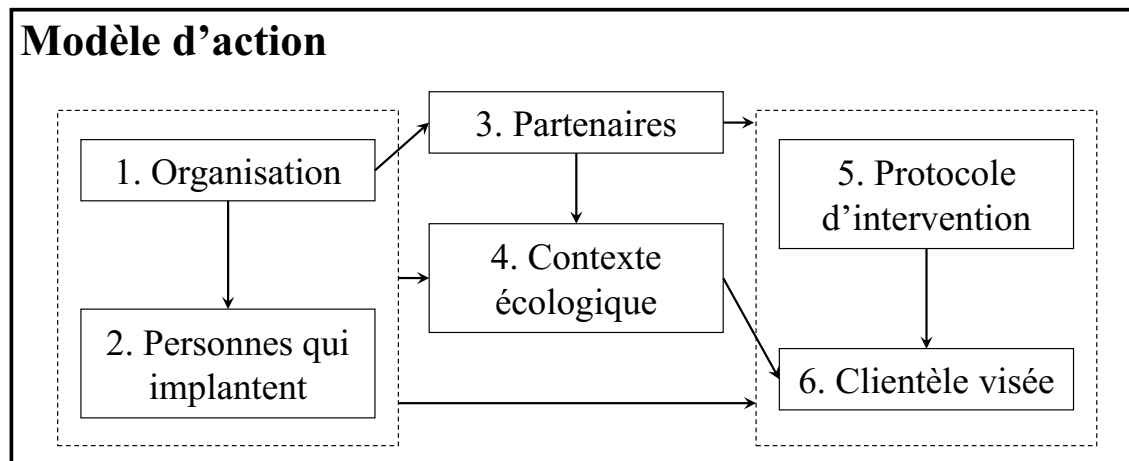 Modèle d’action
1. Organisation
2. Personnes qui
implantent
3. Partenaires
4. Contexte
écologique
5. Protocole
d’intervention
6. Clientèle visée